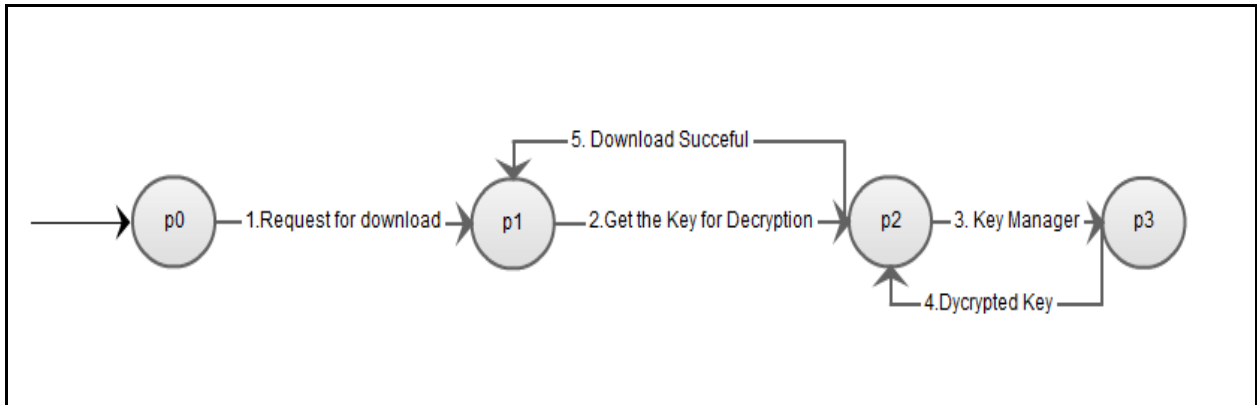 5. Download Succeful
p0
1.Request for download
p1
2.Get the Key for Decryption
p2
3. Key Manager
p3
4.Dycrypted Key